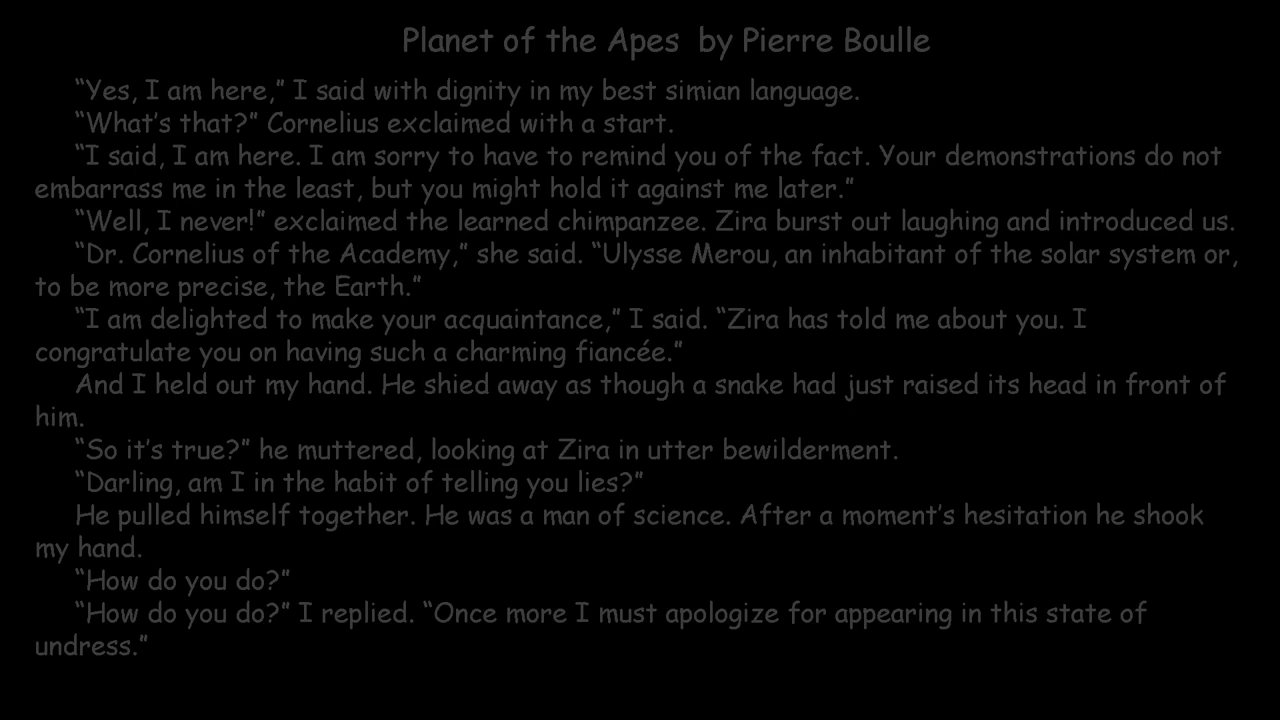 Planet of the Apes  by Pierre Boulle
“Yes, I am here,” I said with dignity in my best simian language.
“What’s that?” Cornelius exclaimed with a start.
“I said, I am here. I am sorry to have to remind you of the fact. Your demonstrations do not
embarrass me in the least, but you might hold it against me later.”
“Well, I never!” exclaimed the learned chimpanzee. Zira burst out laughing and introduced us.
“Dr. Cornelius of the Academy,” she said. “Ulysse Merou, an inhabitant of the solar system or,
to be more precise, the Earth.”
“I am delighted to make your acquaintance,” I said. “Zira has told me about you. I
congratulate you on having such a charming fiancée.”
And I held out my hand. He shied away as though a snake had just raised its head in front of
him.
“So it’s true?” he muttered, looking at Zira in utter bewilderment.
“Darling, am I in the habit of telling you lies?”
He pulled himself together. He was a man of science. After a moment’s hesitation he shook
my hand.
“How do you do?”
“How do you do?” I replied. “Once more I must apologize for appearing in this state of
undress.”